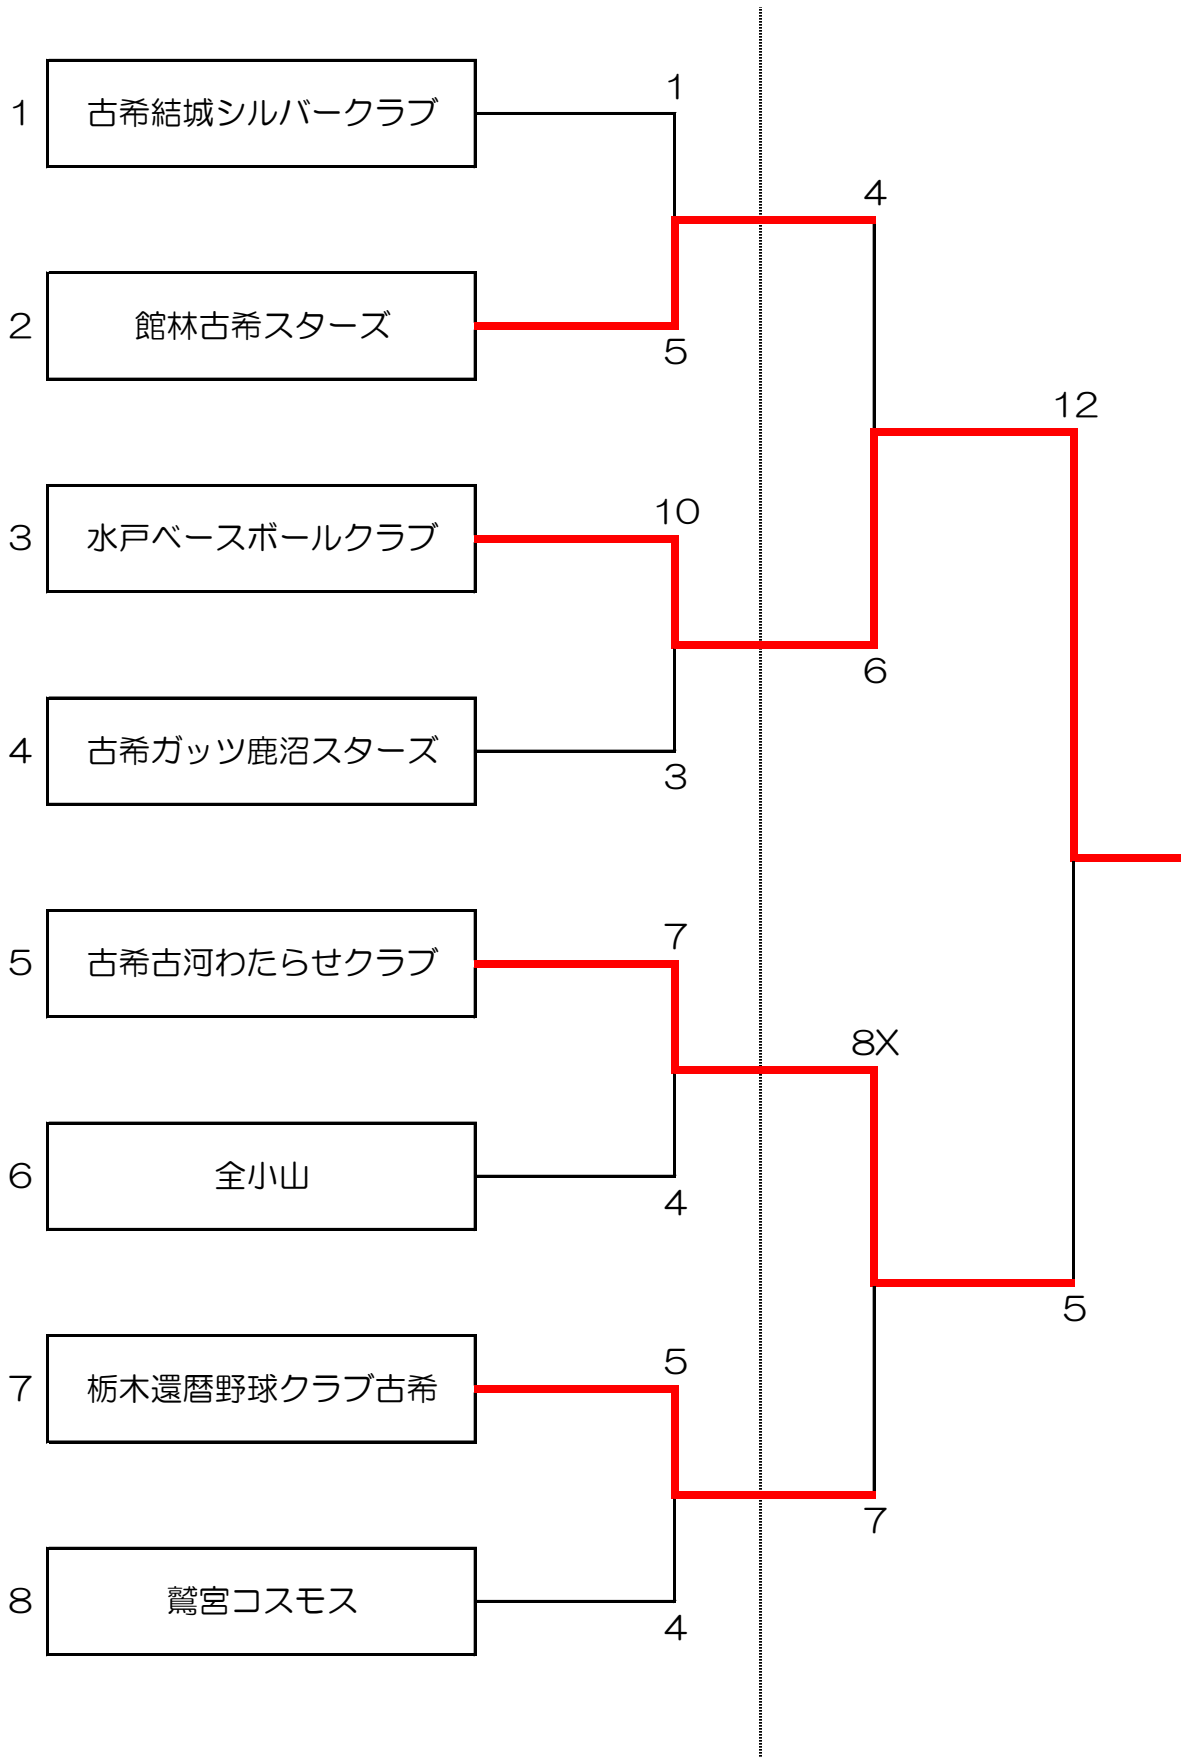 1
1 古希結城シルバークラブ
4
2 館林古希スターズ
5
12
10
3 水戸ベースボールクラブ
6
4 古希ガッツ鹿沼スターズ
3
7
5 古希古河わたらせクラブ
8X
6 全小山
4
5
5
7 栃木還暦野球クラブ古希
7
8 鷲宮コスモス
4